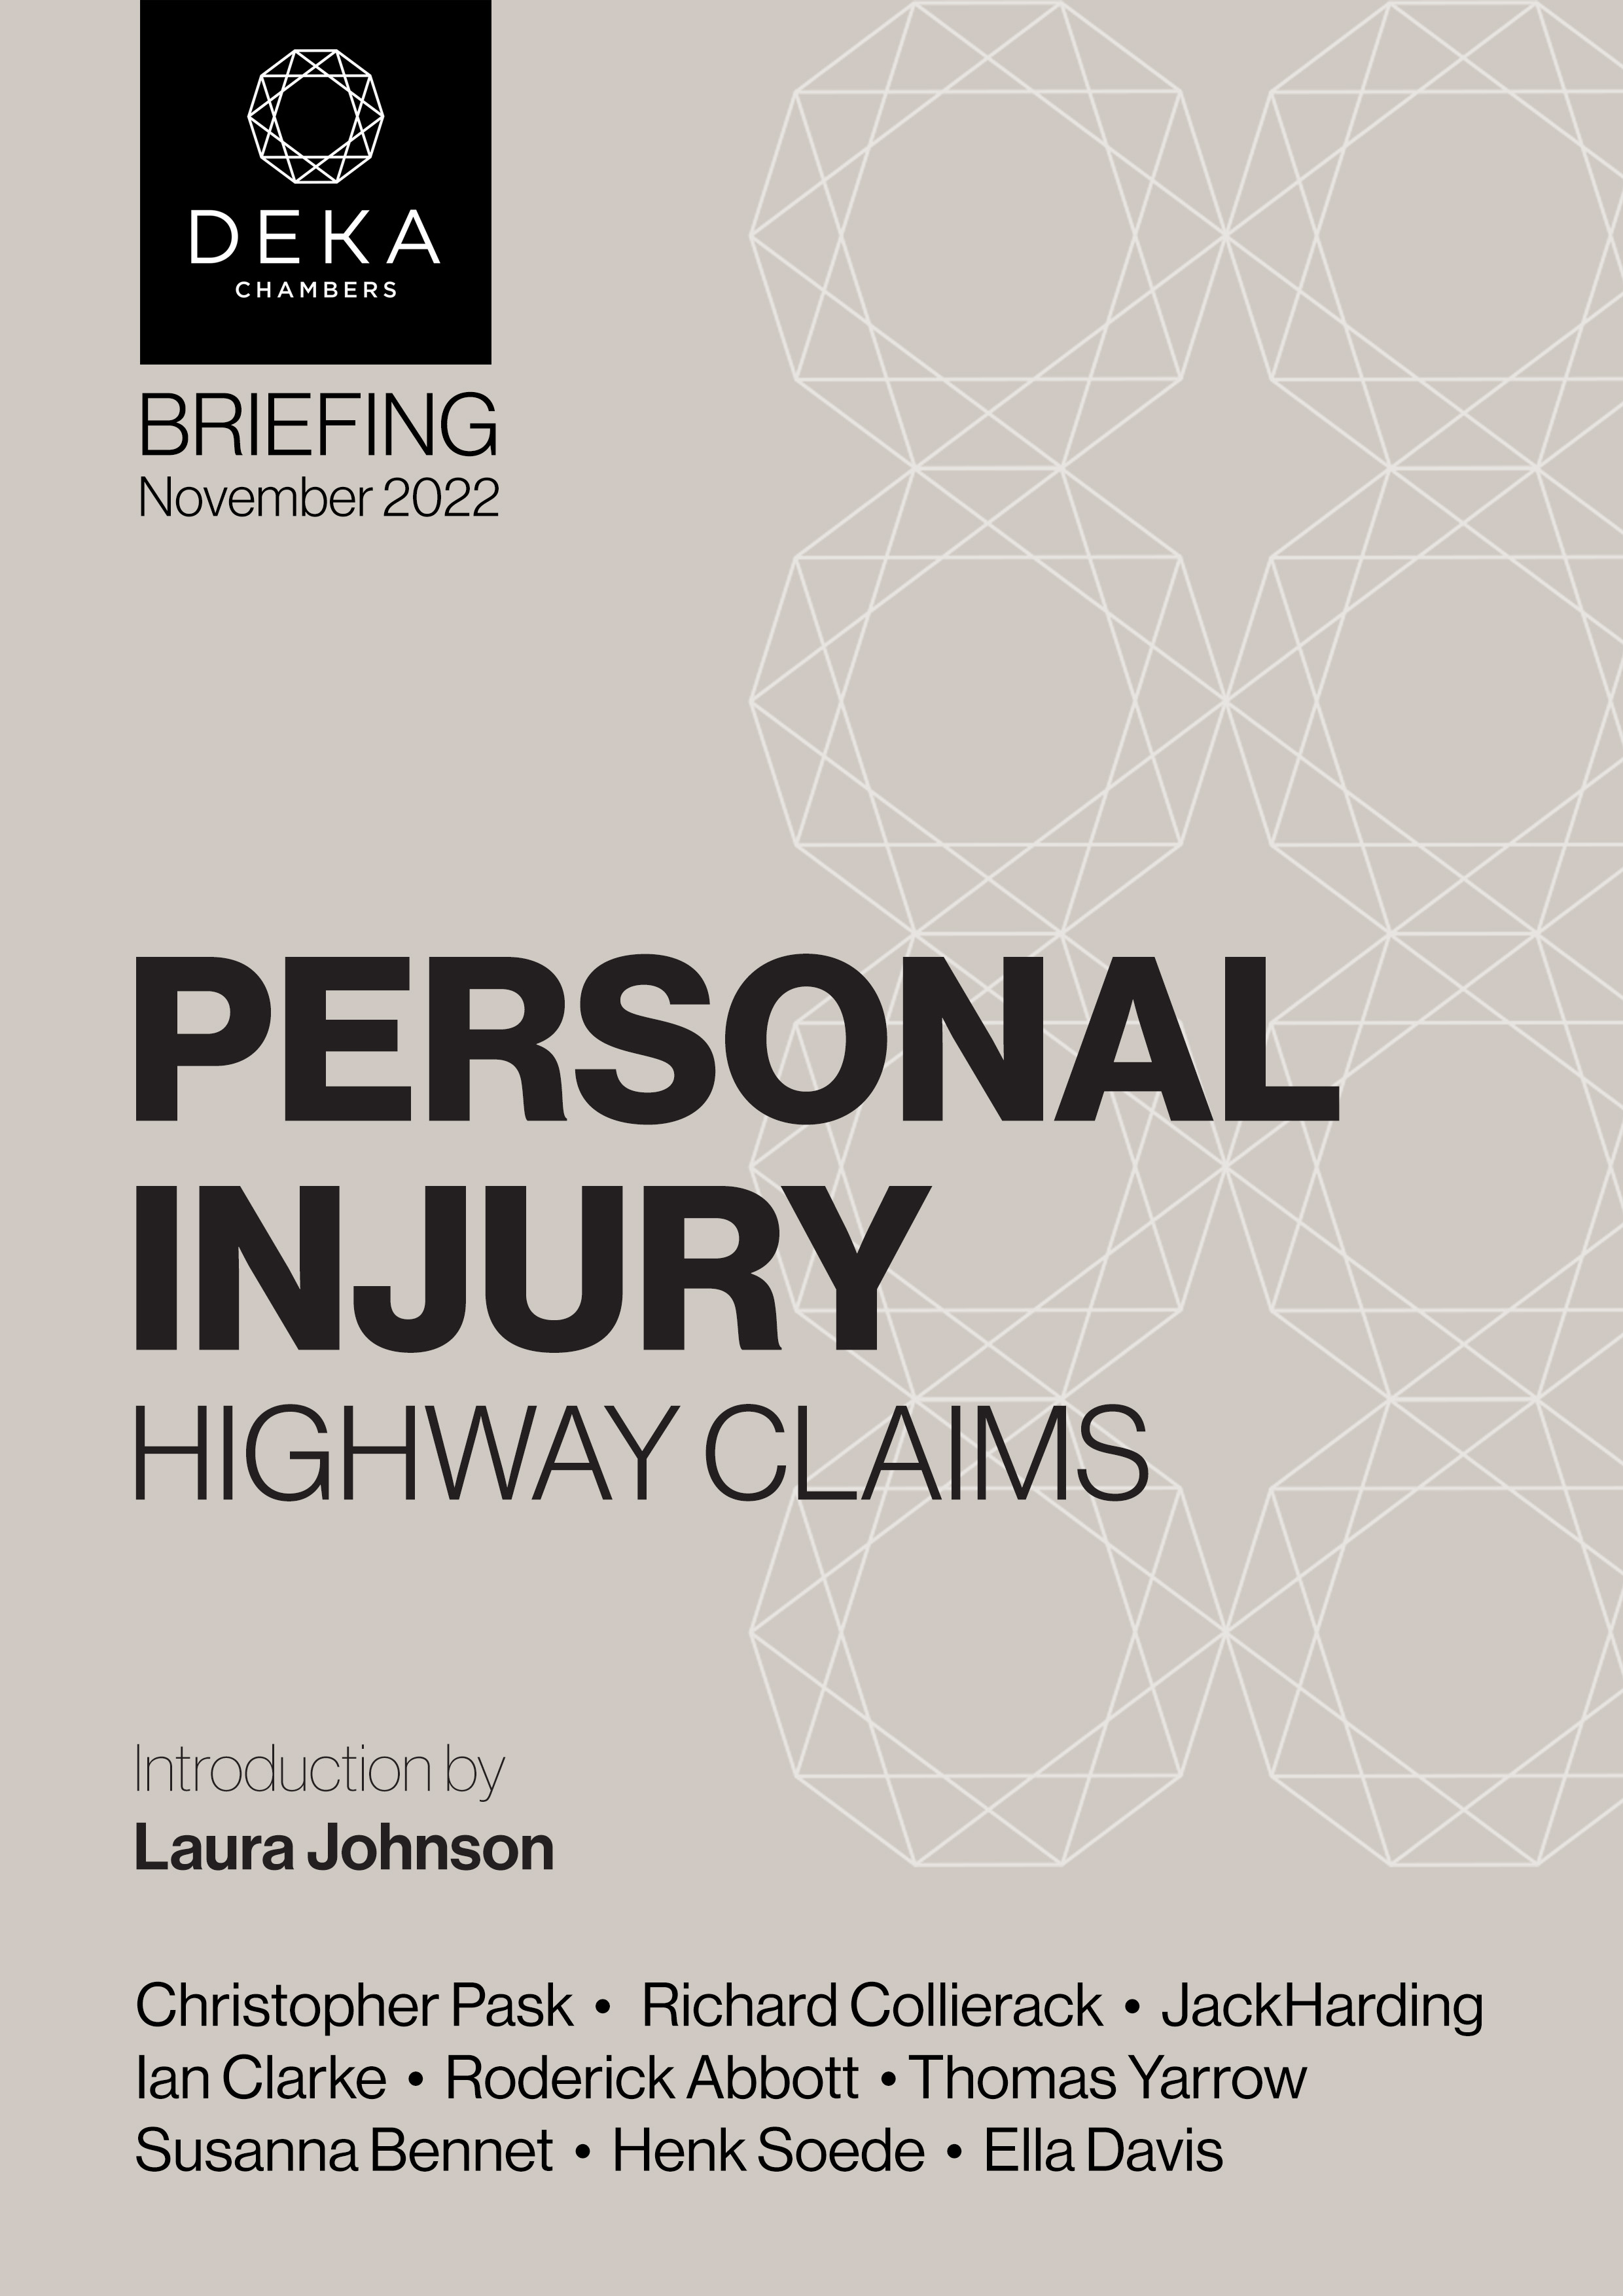 DEKA
CHAMBERS
BRIEFING
November 2022
PERSONAL
INJURY
HIGHWAY CLAIMS
Introduction by
Laura Johnson
Christopher Pask • Richard Collierack • JackHarding
Ian Clarke • Roderick Abbott • Thomas Yarrow
Susanna Bennet • Henk Soede • Ella Davis